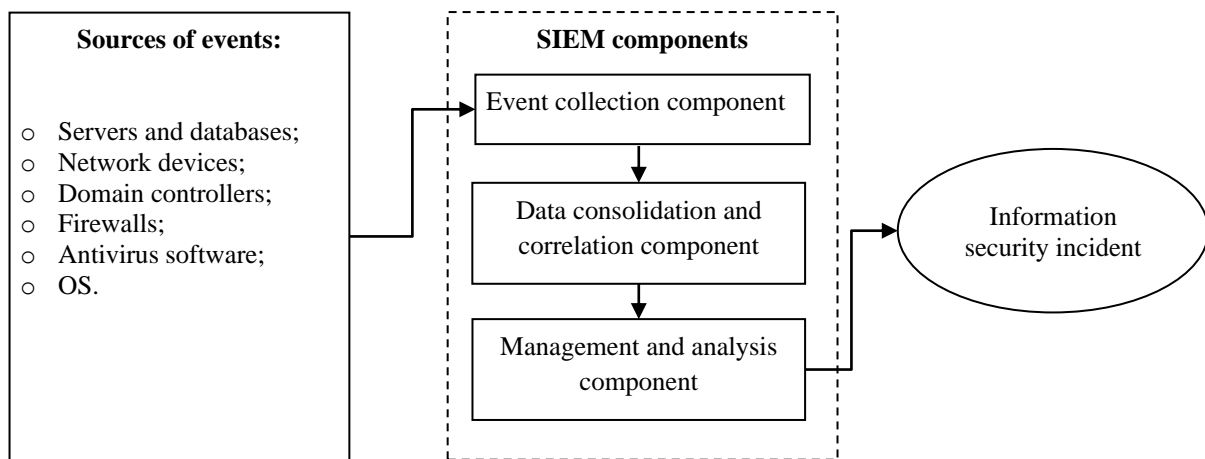 Sources of events:
o Servers and databases;
o Network devices;
o Domain controllers;
o Firewalls;
o Antivirus software;
o OS.
SIEM components
Event collection component
Data consolidation and
correlation component
Management and analysis
component
Information
security incident